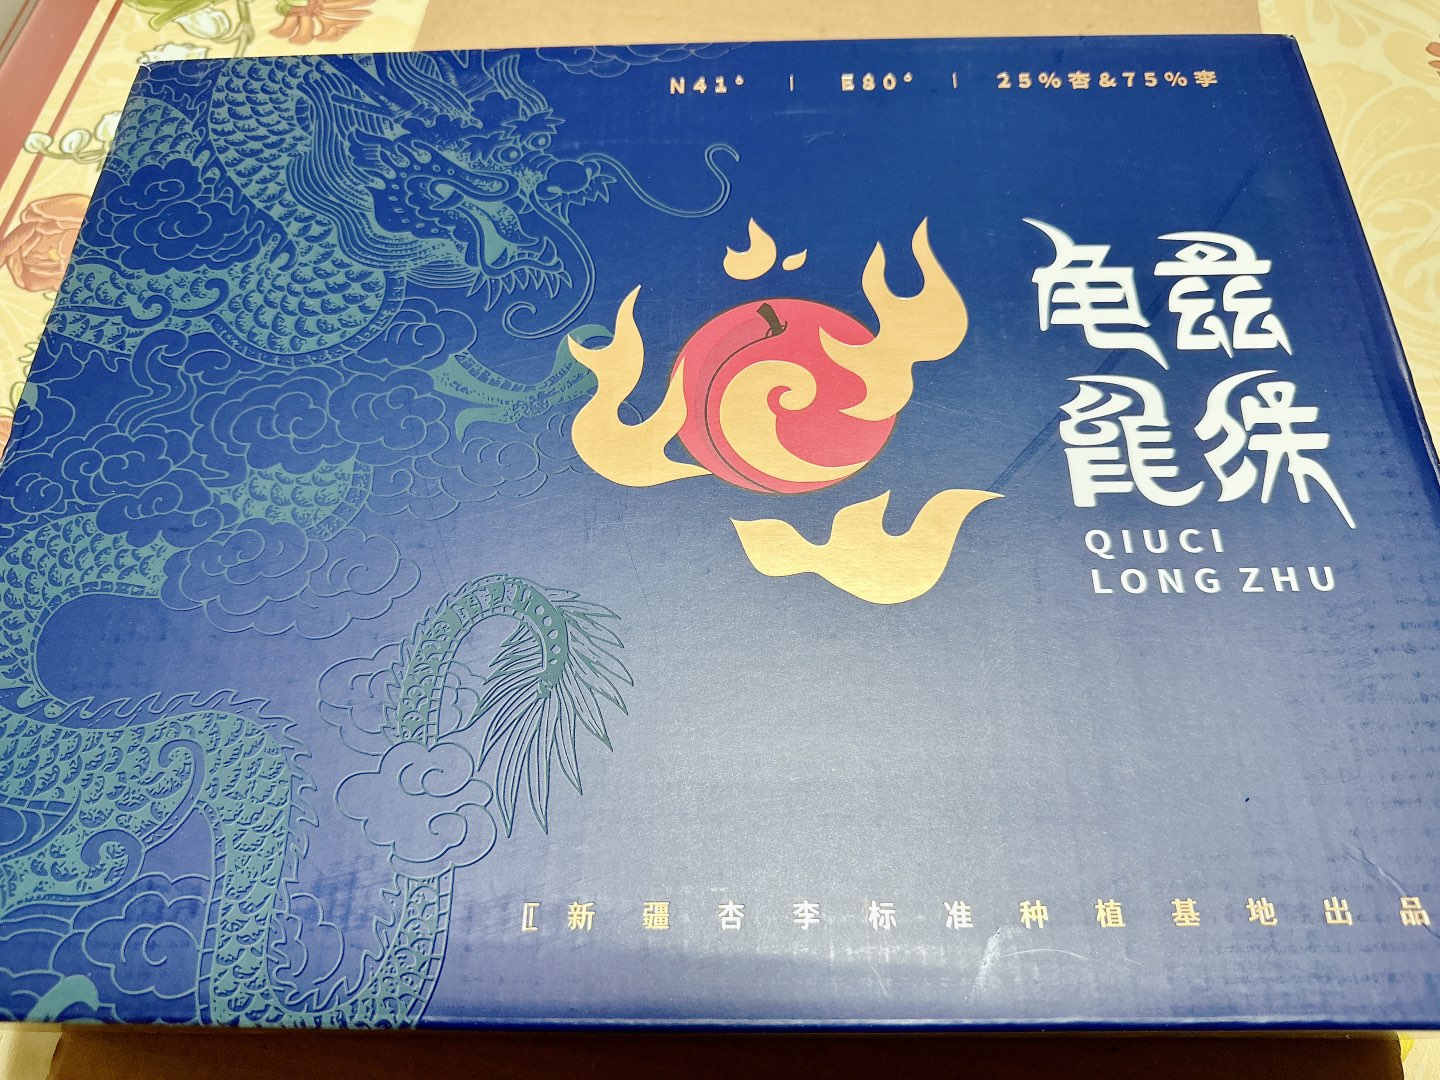 N41° | E80° | 25%杏&75%李
龟兹
龍珠
QIUCI
LONG ZHU
〖新疆杏李标准种植基地出品